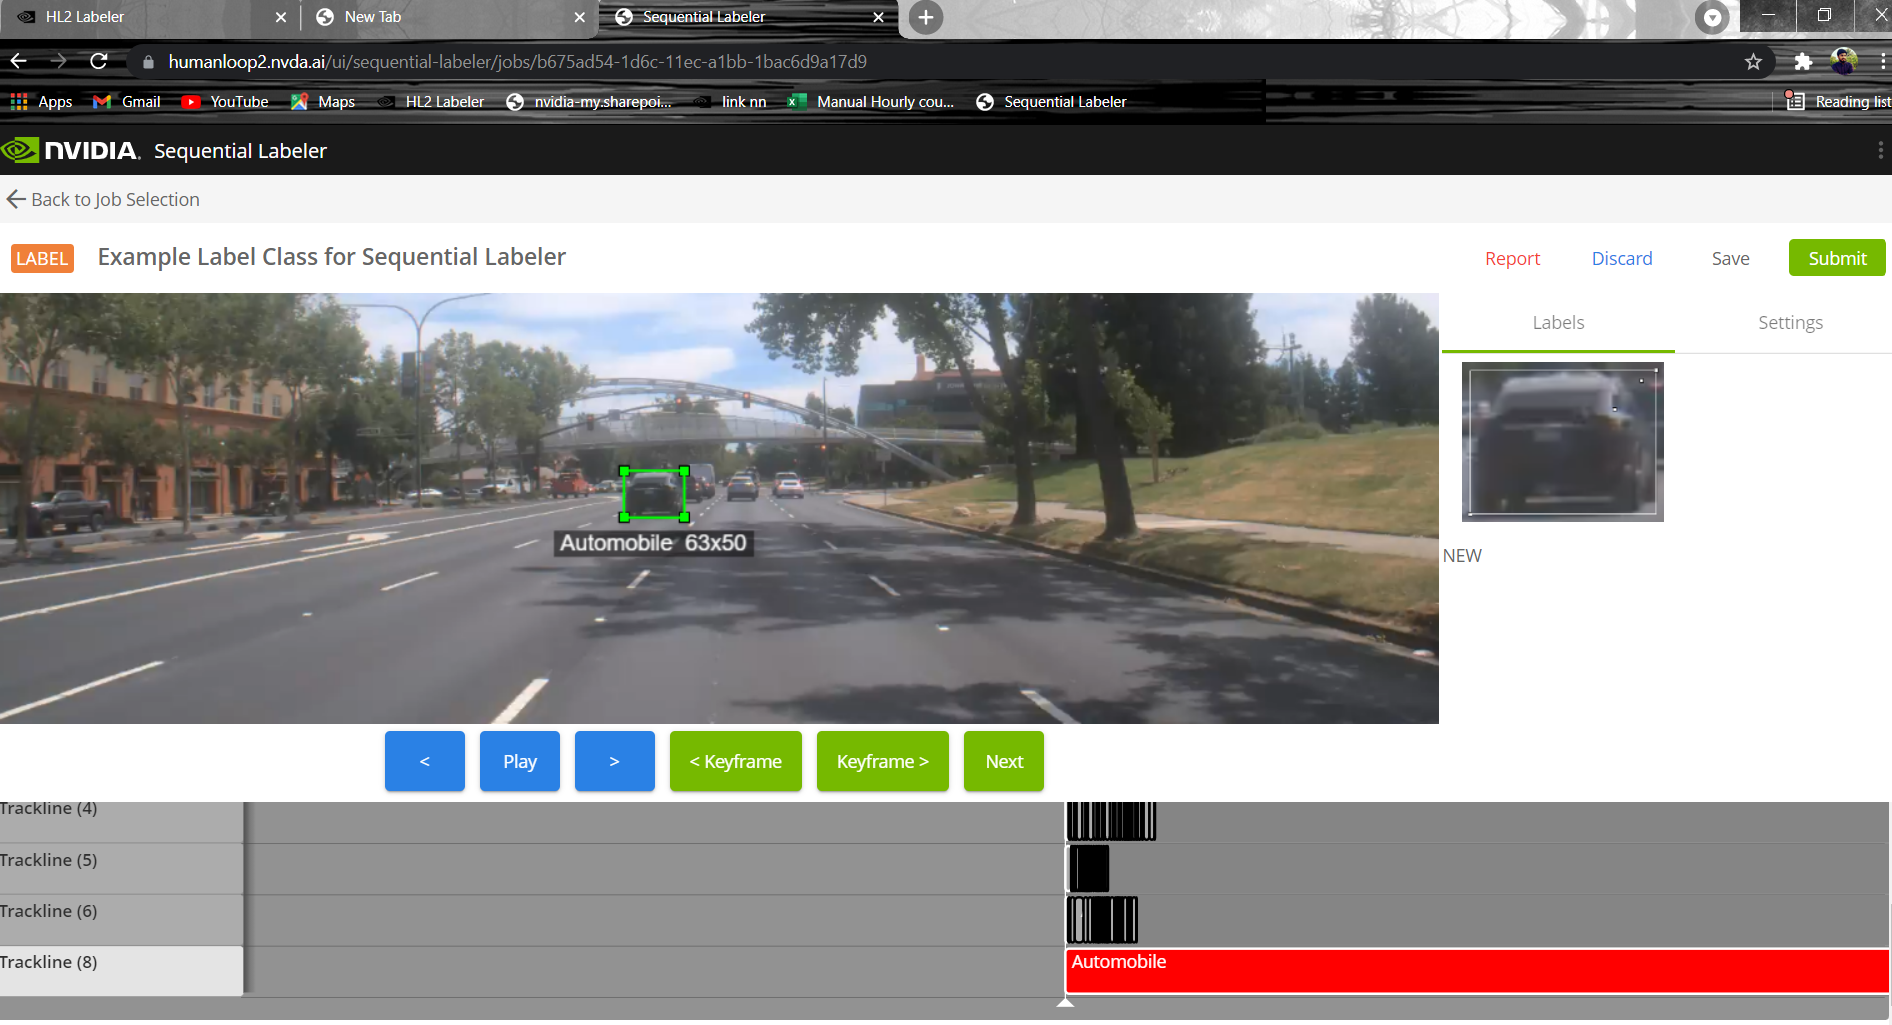 HL2 Labeler
New Tab
Sequential Labeler
humanloop2.nvda.ai/ui/sequential-labeler/jobs/b675ad54-1d6c-11ec-a1bb-1bac6d9a17d9
Apps Gmail YouTube Maps HL2 Labeler nvidia-my.sharepoi... link nn Manual Hourly cou... Sequential Labeler Reading list
NVIDIA. Sequential Labeler
Back to Job Selection
LABEL Example Label Class for Sequential Labeler Report Discard Save Submit
Labels Settings
Automobile 63x50
NEW
< Play > < Keyframe Keyframe > Next
Trackline (4)
Trackline (5)
Trackline (6)
Trackline (8) Automobile